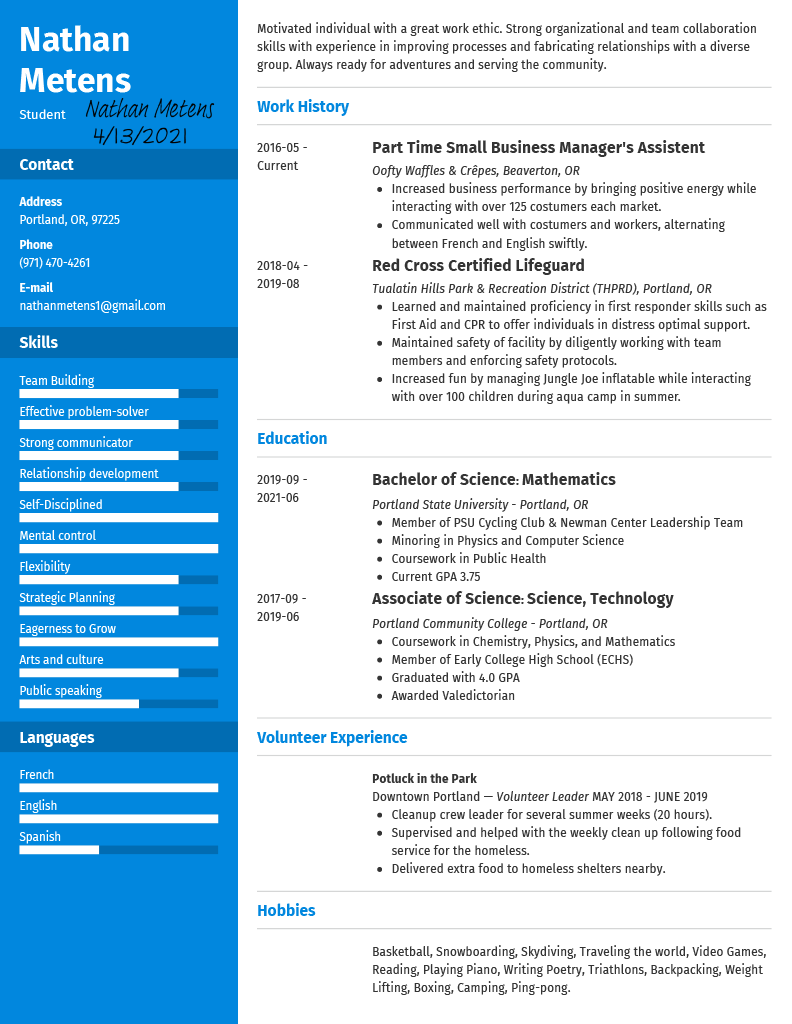 Nathan
Metens
Student
Nathan Metens
4/13/2021
Contact
Address
Portland, OR, 97225
Phone
(971) 470-4261
E-mail
nathanmetens1@gmail.com
Skills
Team Building
Effective problem-solver
Strong communicator
Relationship development
Self-Disciplined
Mental control
Flexibility
Strategic Planning
Eagerness to Grow
Arts and culture
Public speaking
Languages
French
English
Spanish
Motivated individual with a great work ethic. Strong organizational and team collaboration
skills with experience in improving processes and fabricating relationships with a diverse
group. Always ready for adventures and serving the community.
Work History
2016-05 -
Current
Part Time Small Business Manager's Assistent
Oofty Waffles & Crêpes, Beaverton, OR
• Increased business performance by bringing positive energy while
interacting with over 125 costumers each market.
• Communicated well with costumers and workers, alternating
between French and English swiftly.
2018-04 -
2019-08
Red Cross Certified Lifeguard
Tualatin Hills Park & Recreation District (THPRD), Portland, OR
• Learned and maintained proficiency in first responder skills such as
First Aid and CPR to offer individuals in distress optimal support.
• Maintained safety of facility by diligently working with team
members and enforcing safety protocols.
• Increased fun by managing Jungle Joe inflatable while interacting
with over 100 children during aqua camp in summer.
Education
2019-09 -
2021-06
Bachelor of Science: Mathematics
Portland State University - Portland, OR
• Member of PSU Cycling Club & Newman Center Leadership Team
• Minoring in Physics and Computer Science
• Coursework in Public Health
• Current GPA 3.75
2017-09 -
2019-06
Associate of Science: Science, Technology
Portland Community College - Portland, OR
• Coursework in Chemistry, Physics, and Mathematics
• Member of Early College High School (ECHS)
• Graduated with 4.0 GPA
• Awarded Valedictorian
Volunteer Experience
Potluck in the Park
Downtown Portland — Volunteer Leader MAY 2018 - JUNE 2019
• Cleanup crew leader for several summer weeks (20 hours).
• Supervised and helped with the weekly clean up following food
service for the homeless.
• Delivered extra food to homeless shelters nearby.
Hobbies
Basketball, Snowboarding, Skydiving, Traveling the world, Video Games,
Reading, Playing Piano, Writing Poetry, Triathlons, Backpacking, Weight
Lifting, Boxing, Camping, Ping-pong.